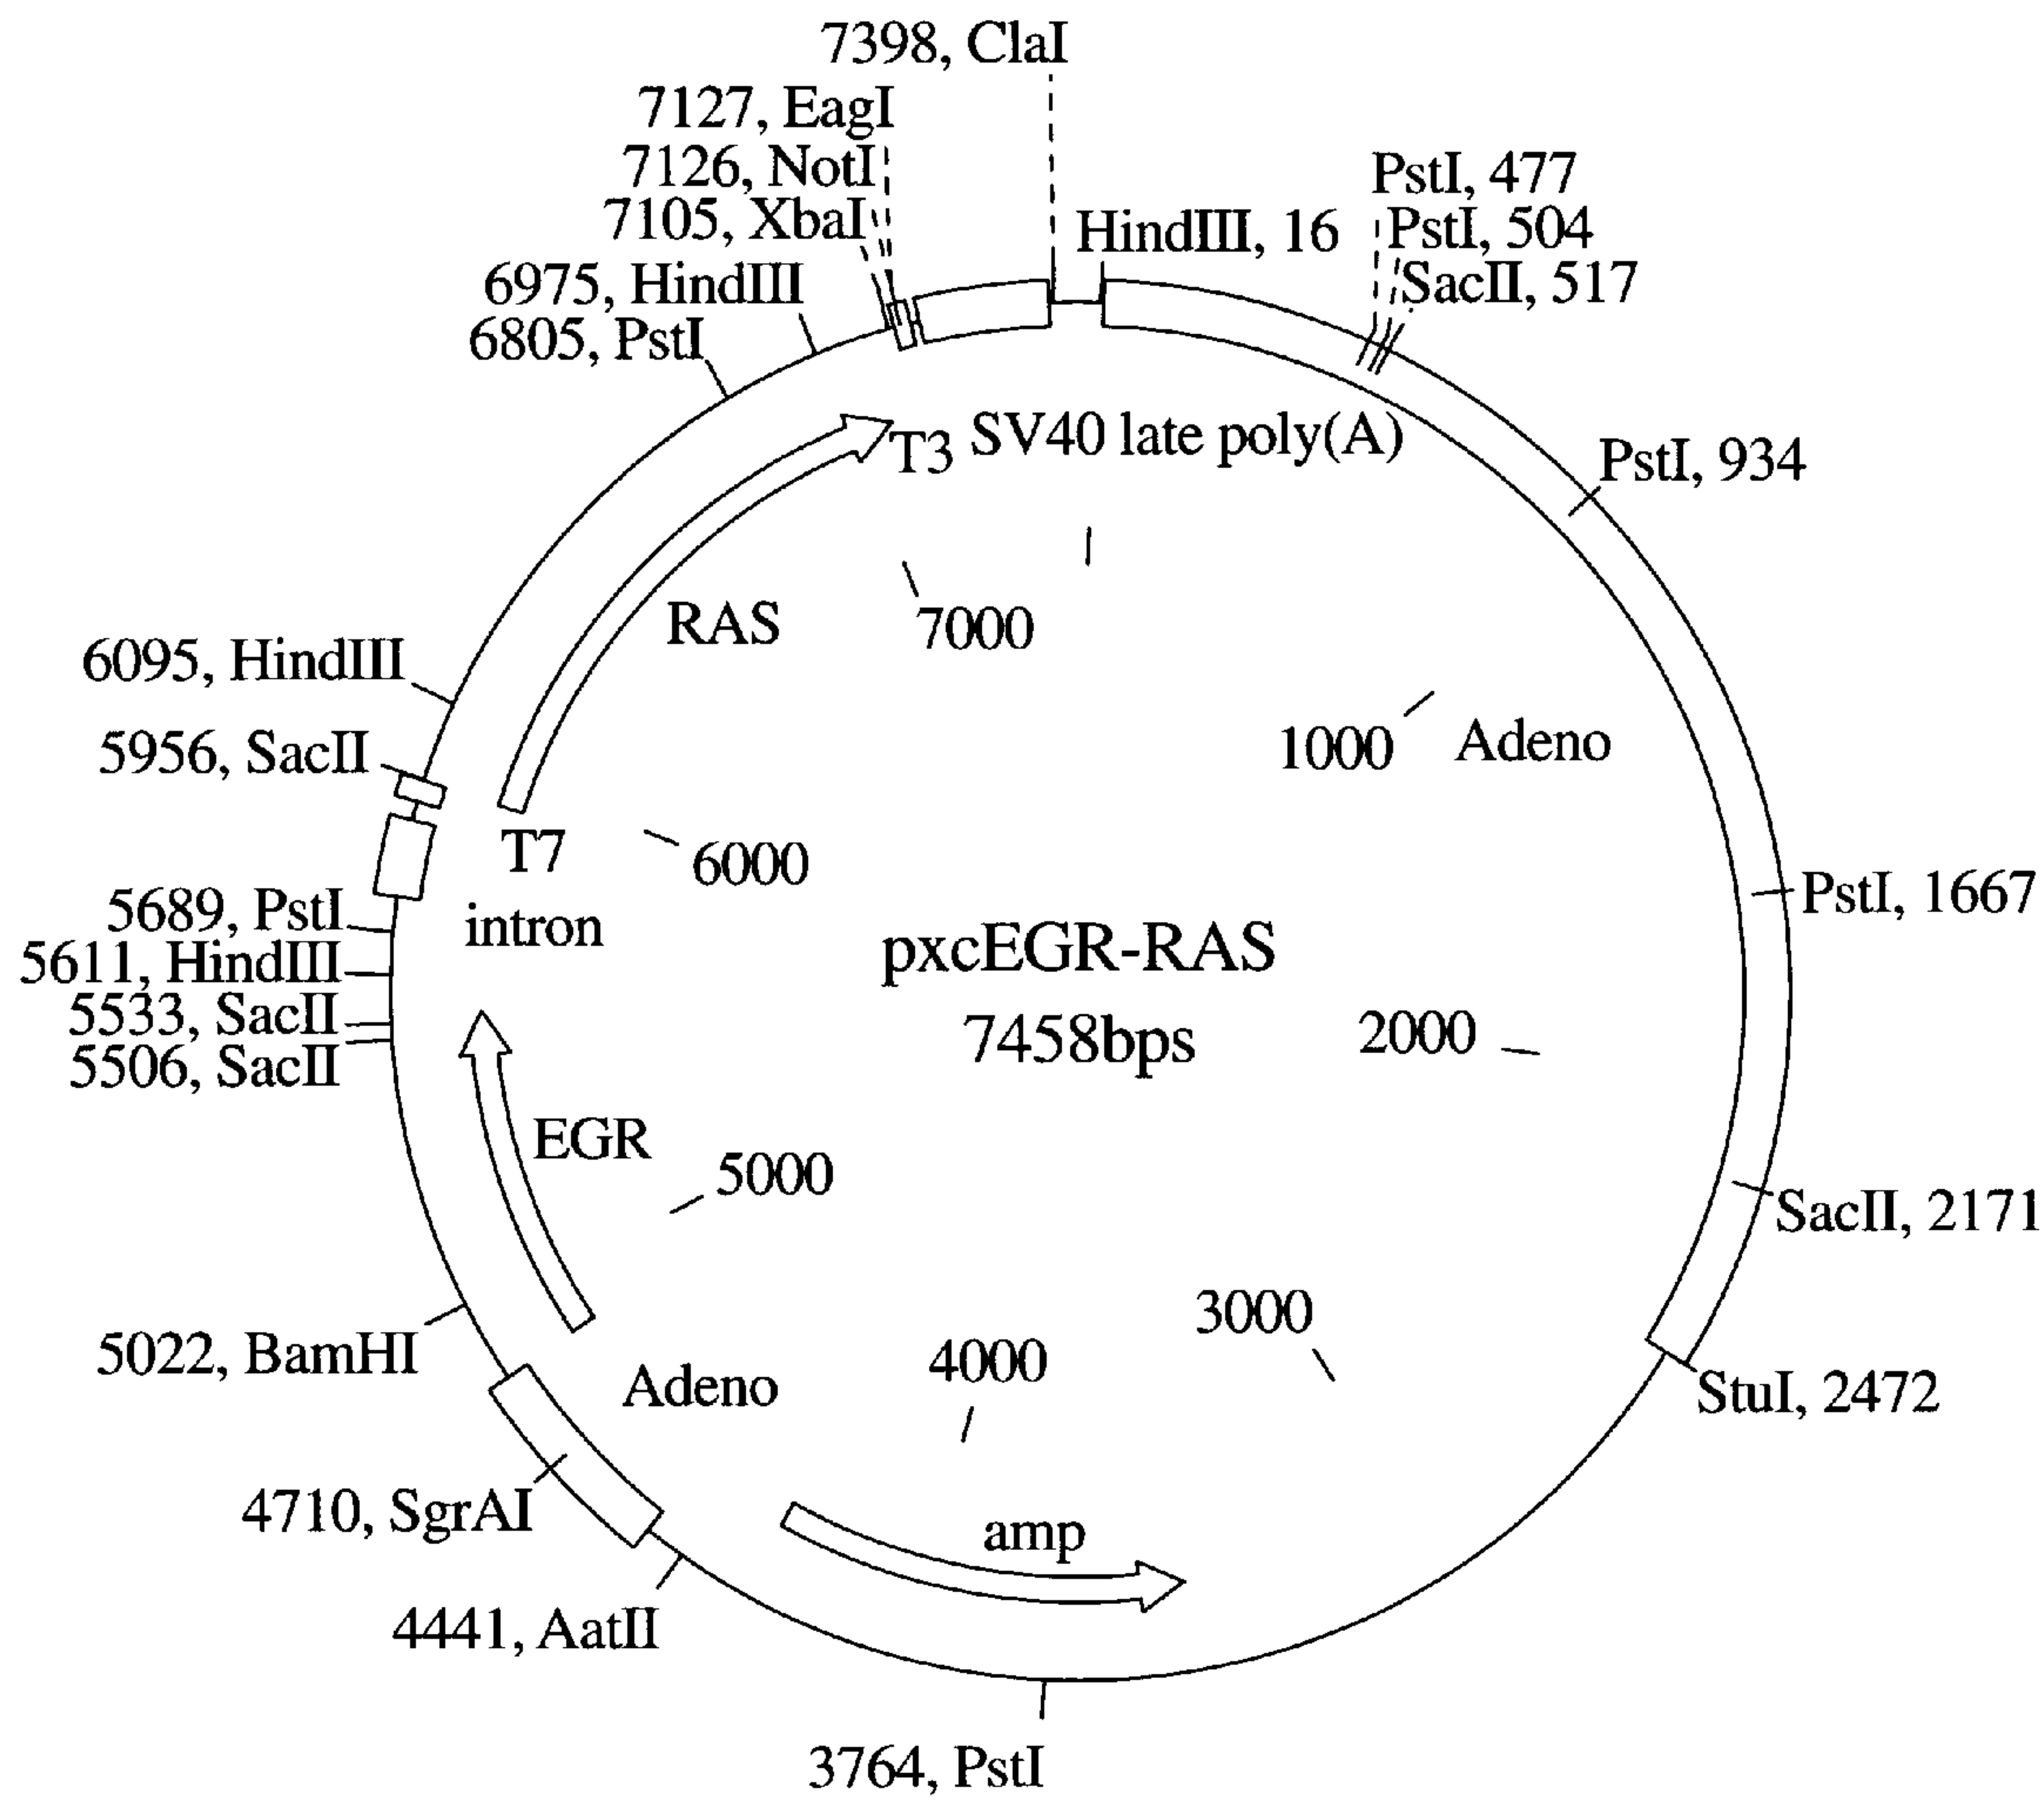 7398, ClaI
7127, EagI
7126, NotI
7105, XbaI
6975, HindIII
6805, PstI
HindIII, 16
PstI, 477
PstI, 504
SacII, 517
T3
SV40 late poly(A)
PstI, 934
RAS
7000
6095, HindIII
1000
Adeno
5956, SacII
T7
6000
PstI, 1667
5689, PstI
intron
5611, HindIII
5533, SacII
5506, SacII
pxcEGR-RAS
7458bps
2000
EGR
5000
SacII, 2171
5022, BamHI
3000
4000
Adeno
StuI, 2472
4710, SgrAI
amp
4441, AatII
3764, PstI